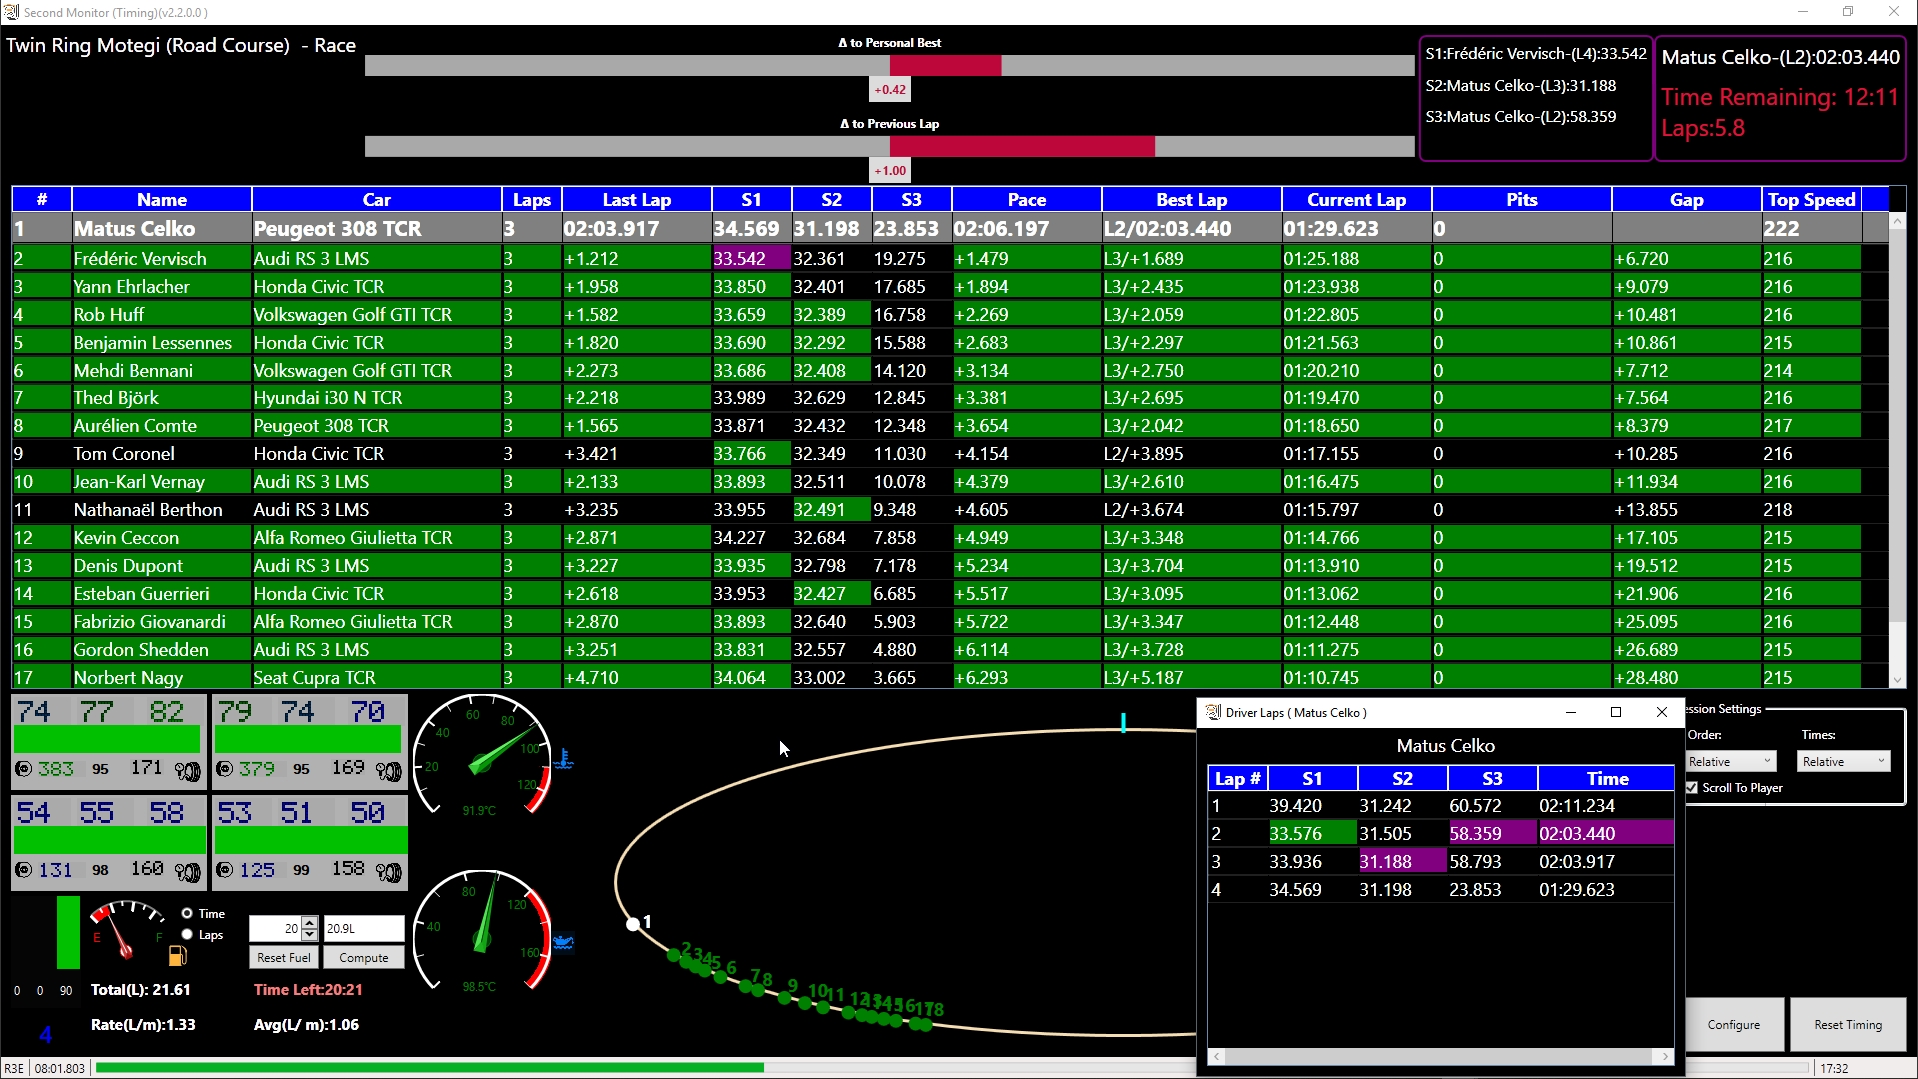 Second Monitor (Timing)(v2.2.0.0 )
Twin Ring Motegi (Road Course) - Race
Δ to Personal Best
+0.42
Δ to Previous Lap
+1.00
S1:Frédéric Vervisch-(L4):33.542
S2:Matus Celko-(L3):31.188
S3:Matus Celko-(L2):58.359
Matus Celko-(L2):02:03.440
Time Remaining: 12:11
Laps:5.8
# Name Car Laps Last Lap S1 S2 S3 Pace Best Lap Current Lap Pits Gap Top Speed
1 Matus Celko Peugeot 308 TCR 3 02:03.917 34.569 31.198 23.853 02:06.197 L2/02:03.440 01:29.623 0 222
2 Frédéric Vervisch Audi RS 3 LMS 3 +1.212 33.542 32.361 19.275 +1.479 L3/+1.689 01:25.188 0 +6.720 216
3 Yann Ehrlacher Honda Civic TCR 3 +1.958 33.850 32.401 17.685 +1.894 L3/+2.435 01:23.938 0 +9.079 216
4 Rob Huff Volkswagen Golf GTI TCR 3 +1.582 33.659 32.389 16.758 +2.269 L3/+2.059 01:22.805 0 +10.481 216
5 Benjamin Lessennes Honda Civic TCR 3 +1.820 33.690 32.292 15.588 +2.683 L3/+2.297 01:21.563 0 +10.861 215
6 Mehdi Bennani Volkswagen Golf GTI TCR 3 +2.273 33.686 32.408 14.120 +3.134 L3/+2.750 01:20.210 0 +7.712 214
7 Thed Björk Hyundai i30 N TCR 3 +2.218 33.989 32.629 12.845 +3.381 L3/+2.695 01:19.470 0 +7.564 216
8 Aurélien Comte Peugeot 308 TCR 3 +1.565 33.871 32.432 12.348 +3.654 L3/+2.042 01:18.650 0 +8.379 217
9 Tom Coronel Honda Civic TCR 3 +3.421 33.766 32.349 11.030 +4.154 L2/+3.895 01:17.155 0 +10.285 216
10 Jean-Karl Vernay Audi RS 3 LMS 3 +2.133 33.893 32.511 10.078 +4.379 L3/+2.610 01:16.475 0 +11.934 216
11 Nathanaël Berthon Audi RS 3 LMS 3 +3.235 33.955 32.491 9.348 +4.605 L2/+3.674 01:15.797 0 +13.855 218
12 Kevin Ceccon Alfa Romeo Giulietta TCR 3 +2.871 34.227 32.684 7.858 +4.949 L3/+3.348 01:14.766 0 +17.105 215
13 Denis Dupont Audi RS 3 LMS 3 +3.227 33.935 32.798 7.178 +5.234 L3/+3.704 01:13.910 0 +19.512 215
14 Esteban Guerrieri Honda Civic TCR 3 +2.618 33.953 32.427 6.685 +5.517 L3/+3.095 01:13.062 0 +21.906 216
15 Fabrizio Giovanardi Alfa Romeo Giulietta TCR 3 +2.870 33.893 32.640 5.903 +5.722 L3/+3.347 01:12.448 0 +25.095 216
16 Gordon Shedden Audi RS 3 LMS 3 +3.251 33.831 32.557 4.880 +6.114 L3/+3.728 01:11.275 0 +26.689 215
17 Norbert Nagy Seat Cupra TCR 3 +4.710 34.064 33.002 3.665 +6.293 L3/+5.187 01:10.745 0 +28.480 215
74 77 82 79 74 70
383 95 171 379 95 169
54 55 58 53 51 50
131 98 160 125 99 158
20 40 60 80 100 120
91.9°C
40 80 120 160
98.5°C
E F
Time
Laps
20 20.9L
Reset Fuel Compute
0 0 90 Total(L): 21.61 Time Left:20:21
4 Rate(L/m):1.33 Avg(L/ m):1.06
1
2 3 4 5 6 7 8 9 10 11 12 13 14 15 16 17 18
Driver Laps ( Matus Celko )
Matus Celko
Lap # S1 S2 S3 Time
1 39.420 31.242 60.572 02:11.234
2 33.576 31.505 58.359 02:03.440
3 33.936 31.188 58.793 02:03.917
4 34.569 31.198 23.853 01:29.623
ession Settings
Order: Times:
Relative Relative
Scroll To Player
Configure Reset Timing
R3E 08:01.803 17:32